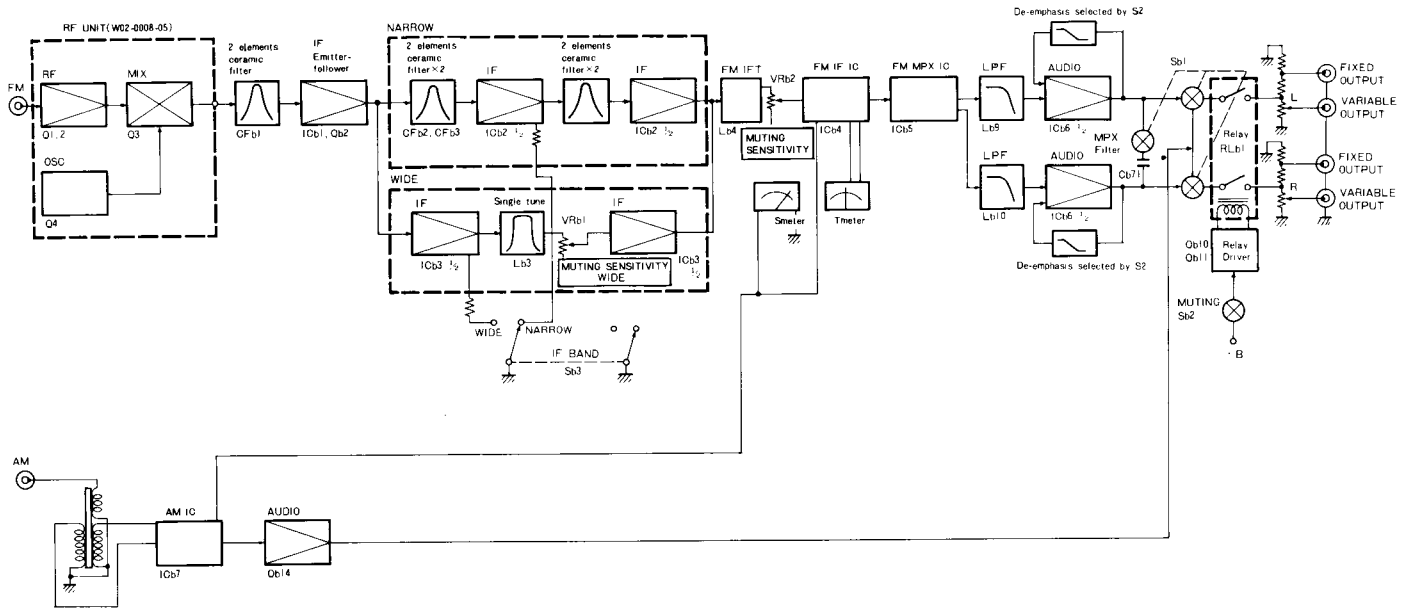 RF UNIT(W02-0008-05)
FM
RF
Q1, 2
MIX
Q3
OSC
Q4
2 elements
ceramic
filter
CFb1
IF
Emitter-
follower
ICb1, Qb2
NARROW
2 elements
ceramic
filter×2
CFb2, CFb3
IF
ICb2 1/2
2 elements
ceramic
filter×2
IF
ICb2 1/2
WIDE
IF
ICb3 1/2
Single tune
Lb3
VRb1
MUTING SENSITIVITY
WIDE
IF
ICb3
1/2
WIDE
NARROW
IF BAND
Sb3
FM IFT
Lb4
VRb2
MUTING
SENSITIVITY
FM IF IC
ICb4
Smeter
Tmeter
FM MPX IC
ICb5
LPF
Lb9
LPF
Lb10
De-emphasis selected by S2
AUDIO
ICb6 1/2
AUDIO
ICb6 1/2
De-emphasis selected by S2
MPX
Filter
Cb71
Sb1
Relay
RLb1
L
R
FIXED
OUTPUT
VARIABLE
OUTPUT
FIXED
OUTPUT
VARIABLE
OUTPUT
Qb10
Qb11
Relay
Driver
MUTING
Sb2
B
AM
AM IC
ICb7
AUDIO
Qb14